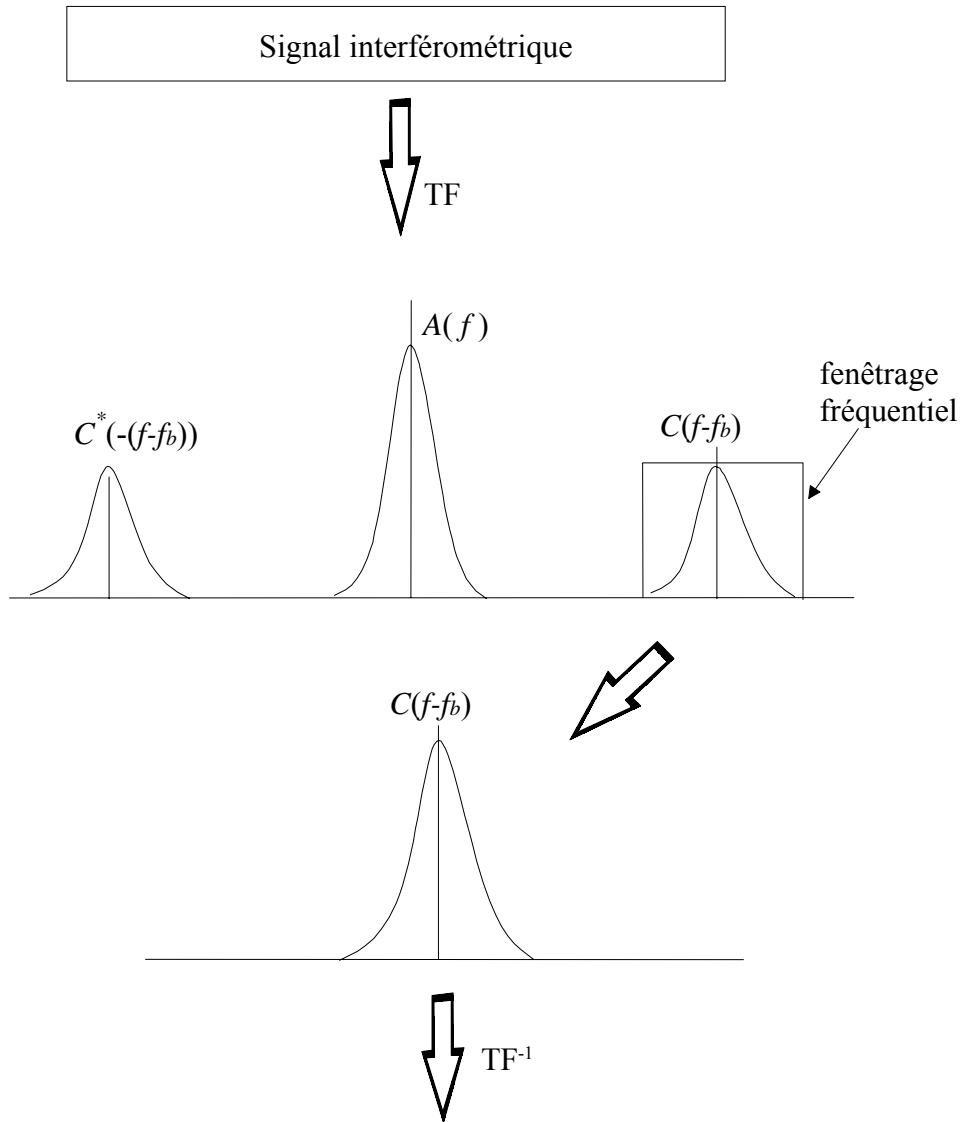 Signal interférométrique
TF
A(f)
fenêtrage
fréquentiel
C*(-(f-fb))
C(f-fb)
C(f-fb)
TF-1